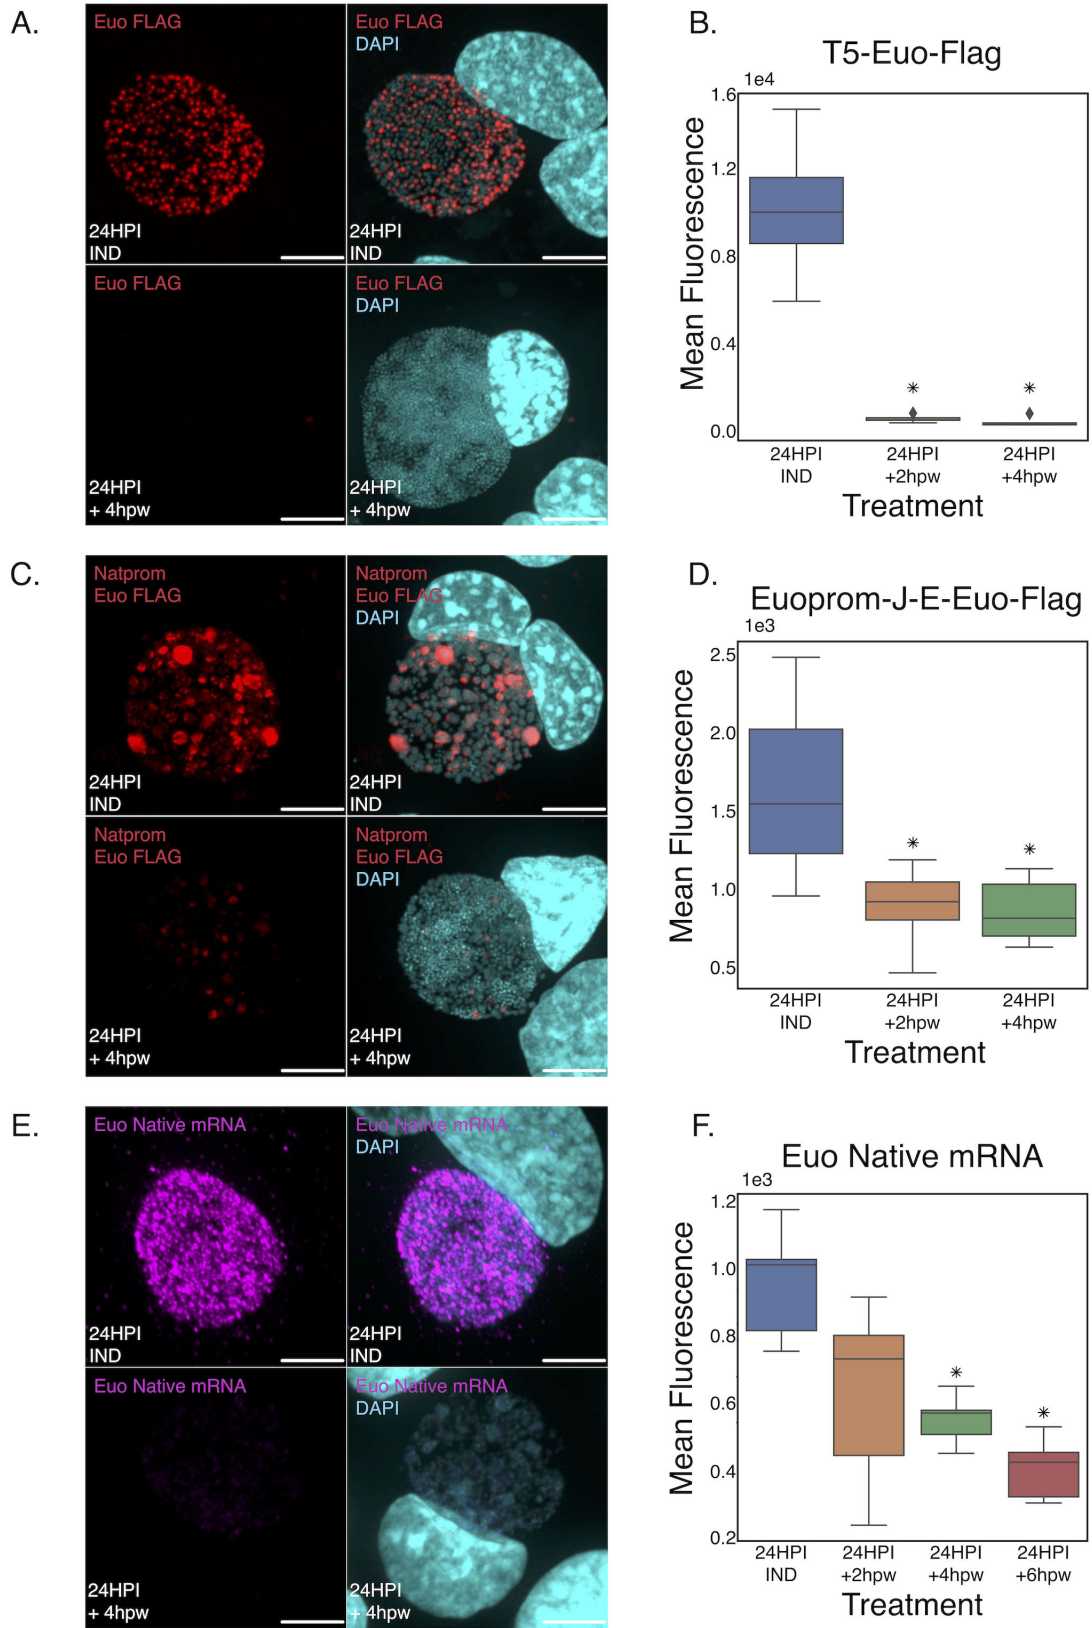 A.
Euo FLAG
24HPI
IND
Euo FLAG
DAPI
24HPI
IND
Euo FLAG
24HPI
+ 4hpw
Euo FLAG
DAPI
24HPI
+ 4hpw
B.
T5-Euo-Flag
1e4
1.6
1.2
0.8
0.4
0.0
Mean Fluorescence
*
*
24HPI
IND
24HPI
+2hpw
24HPI
+4hpw
Treatment
C.
Natprom
Euo FLAG
24HPI
IND
Natprom
Euo FLAG
DAPI
24HPI
IND
Natprom
Euo FLAG
24HPI
+ 4hpw
Natprom
Euo FLAG
DAPI
24HPI
+ 4hpw
D.
Euoprom-J-E-Euo-Flag
1e3
2.5
2.0
1.5
1.0
0.5
Mean Fluorescence
*
*
24HPI
IND
24HPI
+2hpw
24HPI
+4hpw
Treatment
E.
Euo Native mRNA
24HPI
IND
Euo Native mRNA
DAPI
24HPI
IND
Euo Native mRNA
24HPI
+ 4hpw
Euo Native mRNA
DAPI
24HPI
+ 4hpw
F.
Euo Native mRNA
1e3
1.2
1.0
0.8
0.6
0.4
0.2
Mean Fluorescence
*
*
24HPI
IND
24HPI
+2hpw
24HPI
+4hpw
24HPI
+6hpw
Treatment